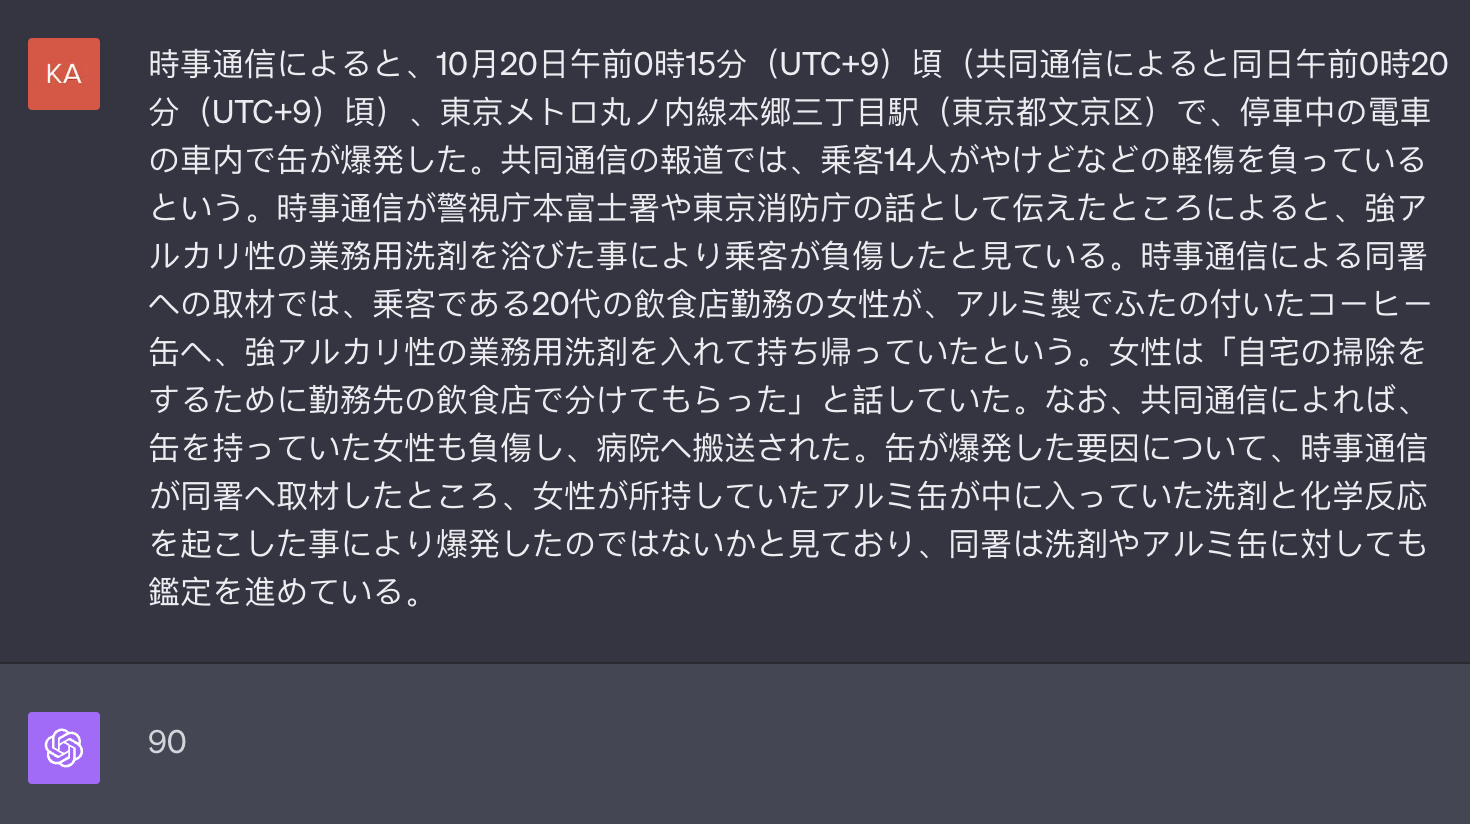 KA
時事通信によると、10月20日午前0時15分（UTC+9）頃（共同通信によると同日午前0時20
分（UTC+9）頃）、東京メトロ丸ノ内線本郷三丁目駅（東京都文京区）で、停車中の電車
の車内で缶が爆発した。共同通信の報道では、乗客14人がやけどなどの軽傷を負っている
という。時事通信が警視庁本富士署や東京消防庁の話として伝えたところによると、強ア
ルカリ性の業務用洗剤を浴びた事により乗客が負傷したと見ている。時事通信による同署
への取材では、乗客である20代の飲食店勤務の女性が、アルミ製でふたの付いたコーヒー
缶へ、強アルカリ性の業務用洗剤を入れて持ち帰っていたという。女性は「自宅の掃除を
するために勤務先の飲食店で分けてもらった」と話していた。なお、共同通信によれば、
缶を持っていた女性も負傷し、病院へ搬送された。缶が爆発した要因について、時事通信
が同署へ取材したところ、女性が所持していたアルミ缶が中に入っていた洗剤と化学反応
を起こした事により爆発したのではないかと見ており、同署は洗剤やアルミ缶に対しても
鑑定を進めている。
90